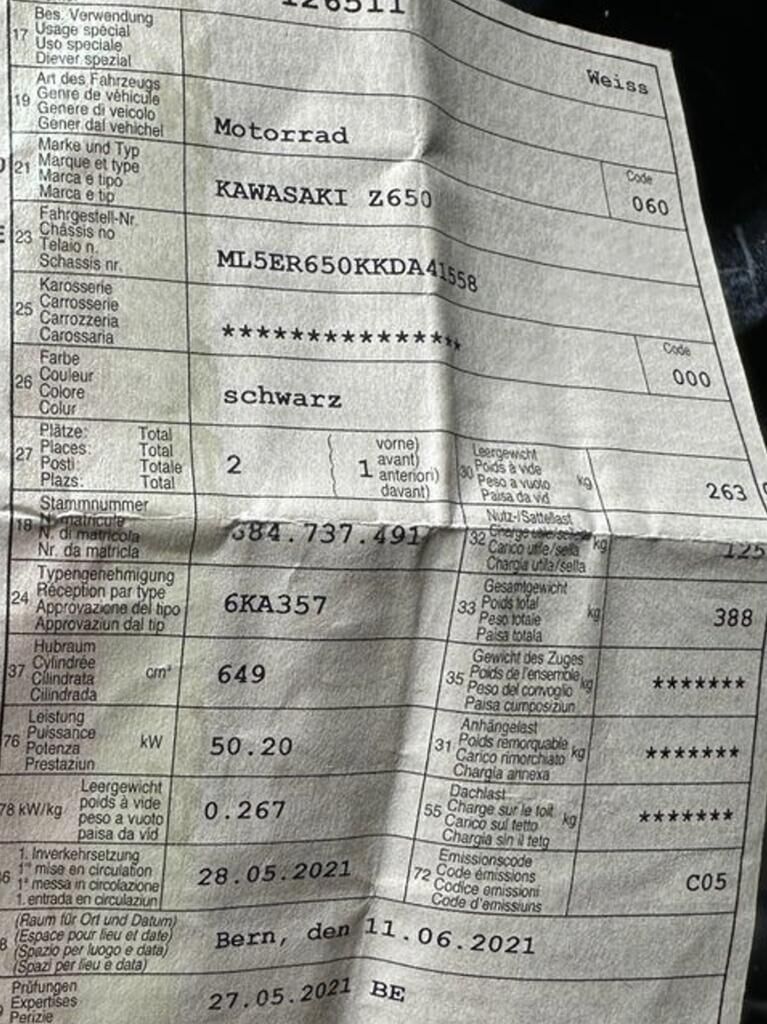 126511
Weiss
17 Bes. Verwendung
Usage spécial
Uso speciale
Diever spezial
19 Art des Fahrzeugs
Genre de véhicule
Genere di veicolo
Gener dal vehichel
Motorrad
21 Marke und Typ
Marque et type
Marca e tipo
Marca e tip
KAWASAKI Z650
Code
060
23 Fahrgestell-Nr.
Châssis no
Telaio n.
Schassis nr.
ML5ER650KKDA41558
25 Karosserie
Carrosserie
Carrozzeria
Carossaria
**************
Code
000
26 Farbe
Couleur
Colore
Colur
schwarz
27 Plätze: Total
Places: Total
Posti: Totale
Plazs: Total
2
( 1 vorne)
avant)
anteriori)
davant)
30 Leergewicht
Poids à vide
Peso a vuoto
Paisa da vid
kg
263
18 Stammnummer
N. matricule
N. di matricola
Nr. da matricla
684.737.491
32 Nutz-/Sattellast
Charge utile/sellette
Carico utile/sella
Chargia utila/sella
kg
125
24 Typengenehmigung
Réception par type
Approvazione del tipo
Approvaziun dal tip
6KA357
33 Gesamtgewicht
Poids total
Peso totale
Paisa totala
kg
388
37 Hubraum
Cylindrée
Cilindrata
Cilindrada
cm³
649
35 Gewicht des Zuges
Poids de l'ensemble
Peso del convoglio
Paisa cumposiziun
kg
*******
76 Leistung
Puissance
Potenza
Prestaziun
kW
50.20
31 Anhängelast
Poids remorquable
Carico rimorchiato
Chargia annexa
kg
*******
78 kW/kg
Leergewicht
poids à vide
peso a vuoto
paisa da vid
0.267
55 Dachlast
Charge sur le toit
Carico sul tetto
Chargia sin il tetg
kg
*******
6 1. Inverkehrsetzung
1re mise en circulation
1a messa in circolazione
1. entrada en circulaziun
28.05.2021
72 Emissionscode
Code émissions
Codice emissioni
Code d'emissiuns
C05
8 (Raum für Ort und Datum)
(Espace pour lieu et date)
(Spazio per luogo e data)
(Spazi per lieu e data)
Bern, den 11.06.2021
Prüfungen
Expertises
Perizie
27.05.2021 BE